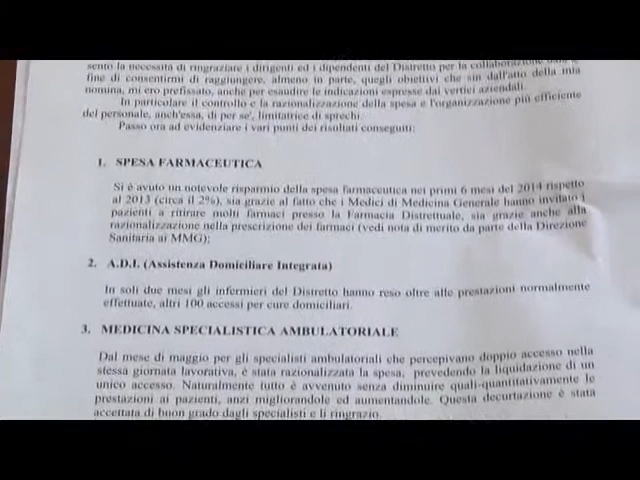 sento la necessità di ringraziare i dirigenti ed i dipendenti del Distretto per la collaborazione
fine di consentirmi di raggiungere, almeno in parte, quegli obiettivi che sin dall'atto della mia
nomina, mi ero prefissato, anche per esaudire le indicazioni espresse dai vertici aziendali.
In particolare il controllo e la razionalizzazione della spesa e l'organizzazione più efficiente
del personale, anch'essa, di per se', limitatrice di sprechi.
Passo ora ad evidenziare i vari punti dei risultati conseguiti:
1. SPESA FARMACEUTICA
Si è avuto un notevole risparmio della spesa farmaceutica nei primi 6 mesi del 2014 rispetto
al 2013 (circa il 2%), sia grazie al fatto che i Medici di Medicina Generale hanno invitato i
pazienti a ritirare molti farmaci presso la Farmacia Distrettuale, sia grazie anche alla
razionalizzazione nella prescrizione dei farmaci (vedi nota di merito da parte della Direzione
Sanitaria ai MMG);
2. A.D.I. (Assistenza Domiciliare Integrata)
In soli due mesi gli infermieri del Distretto hanno reso oltre alle prestazioni normalmente
effettuate, altri 100 accessi per cure domiciliari.
3. MEDICINA SPECIALISTICA AMBULATORIALE
Dal mese di maggio per gli specialisti ambulatoriali che percepivano doppio accesso nella
stessa giornata lavorativa, è stata razionalizzata la spesa, prevedendo la liquidazione di un
unico accesso. Naturalmente tutto è avvenuto senza diminuire quali-quantitativamente le
prestazioni ai pazienti, anzi migliorandole ed aumentandole. Questa decurtazione è stata
accettata di buon grado dagli specialisti e li ringrazio.